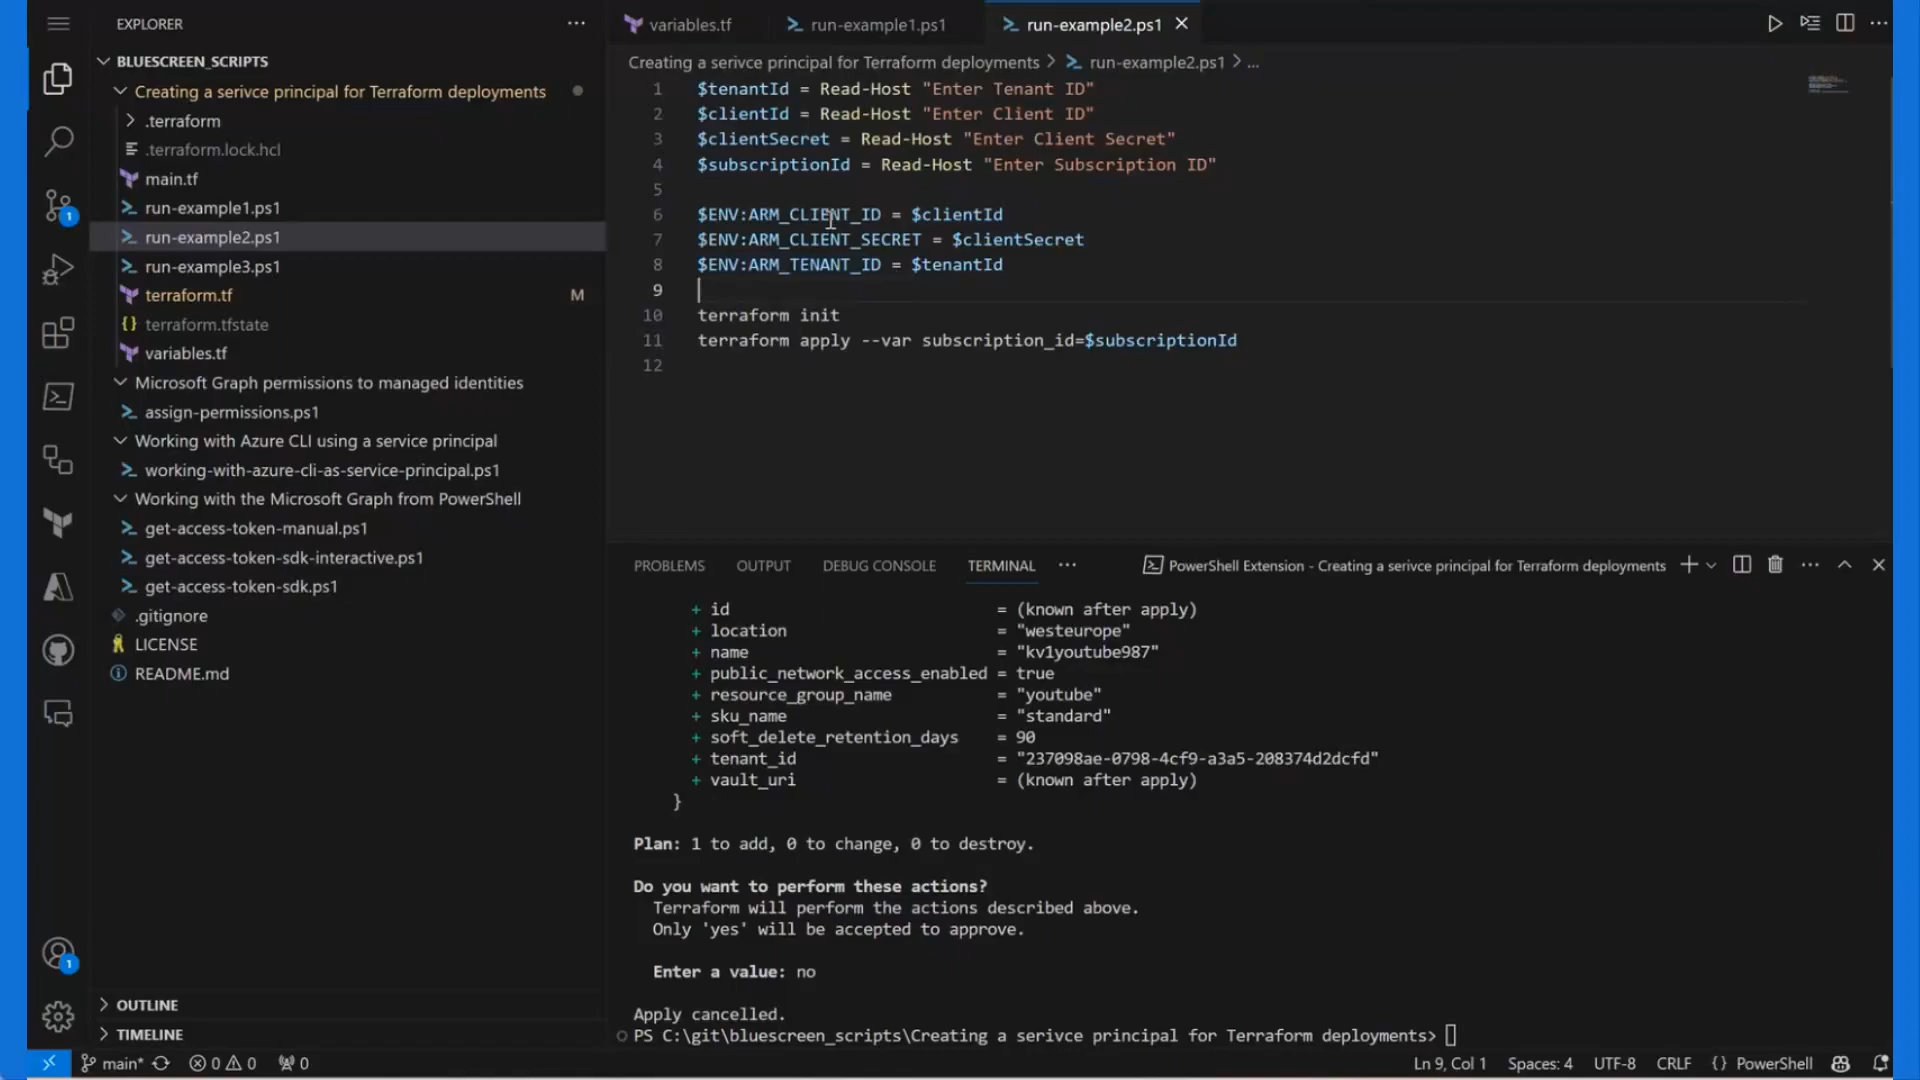 EXPLORER
BLUESCREEN_SCRIPTS
Creating a serivce principal for Terraform deployments
.terraform
.terraform.lock.hcl
main.tf
run-example1.ps1
run-example2.ps1
run-example3.ps1
terraform.tf M
terraform.tfstate
variables.tf
Microsoft Graph permissions to managed identities
assign-permissions.ps1
Working with Azure CLI using a service principal
working-with-azure-cli-as-service-principal.ps1
Working with the Microsoft Graph from PowerShell
get-access-token-manual.ps1
get-access-token-sdk-interactive.ps1
get-access-token-sdk.ps1
.gitignore
LICENSE
README.md
OUTLINE
TIMELINE
1
1
variables.tf run-example1.ps1 run-example2.ps1
Creating a serivce principal for Terraform deployments > run-example2.ps1 > ...
1 $tenantId = Read-Host "Enter Tenant ID"
2 $clientId = Read-Host "Enter Client ID"
3 $clientSecret = Read-Host "Enter Client Secret"
4 $subscriptionId = Read-Host "Enter Subscription ID"
5
6 $ENV:ARM_CLIENT_ID = $clientId
7 $ENV:ARM_CLIENT_SECRET = $clientSecret
8 $ENV:ARM_TENANT_ID = $tenantId
9
10 terraform init
11 terraform apply --var subscription_id=$subscriptionId
12
PROBLEMS OUTPUT DEBUG CONSOLE TERMINAL ... PowerShell Extension - Creating a serivce principal for Terraform deployments
+ id = (known after apply)
+ location = "westeurope"
+ name = "kv1youtube987"
+ public_network_access_enabled = true
+ resource_group_name = "youtube"
+ sku_name = "standard"
+ soft_delete_retention_days = 90
+ tenant_id = "237098ae-0798-4cf9-a3a5-208374d2dcfd"
+ vault_uri = (known after apply)
}
Plan: 1 to add, 0 to change, 0 to destroy.
Do you want to perform these actions?
Terraform will perform the actions described above.
Only 'yes' will be accepted to approve.
Enter a value: no
Apply cancelled.
PS C:\git\bluescreen_scripts\Creating a serivce principal for Terraform deployments>
main* 0 0 0 Ln 9, Col 1 Spaces: 4 UTF-8 CRLF {} PowerShell